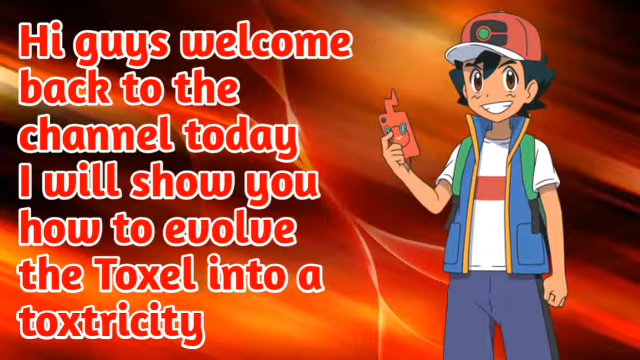 Hi guys welcome
back to the
channel today
I will show you
how to evolve
the Toxel into a
toxtricity